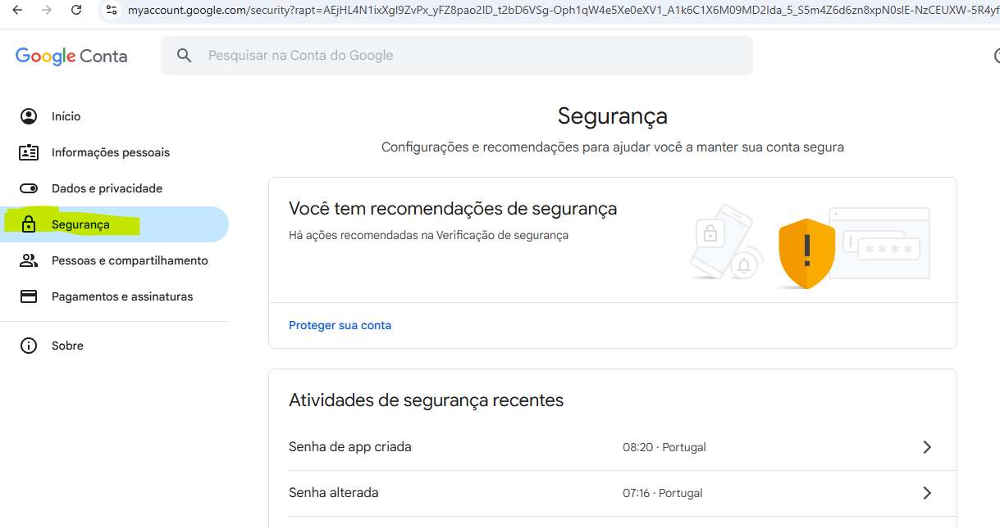 myaccount.google.com/security?rapt=AEjHL4N1ixXgI9ZvPx_yFZ8pao2ID_t2bD6VSg-Oph1qW4e5Xe0eXV1_A1k6C1X6M09MD2Ida_5_S5m4Z6d6zn8xpN0slE-NzCEUXW-5R4yf
Google Conta
Pesquisar na Conta do Google
Início
Informações pessoais
Dados e privacidade
Segurança
Pessoas e compartilhamento
Pagamentos e assinaturas
Sobre
Segurança
Configurações e recomendações para ajudar você a manter sua conta segura
Você tem recomendações de segurança
Há ações recomendadas na Verificação de segurança
Proteger sua conta
Atividades de segurança recentes
Senha de app criada 08:20 · Portugal
Senha alterada 07:16 · Portugal